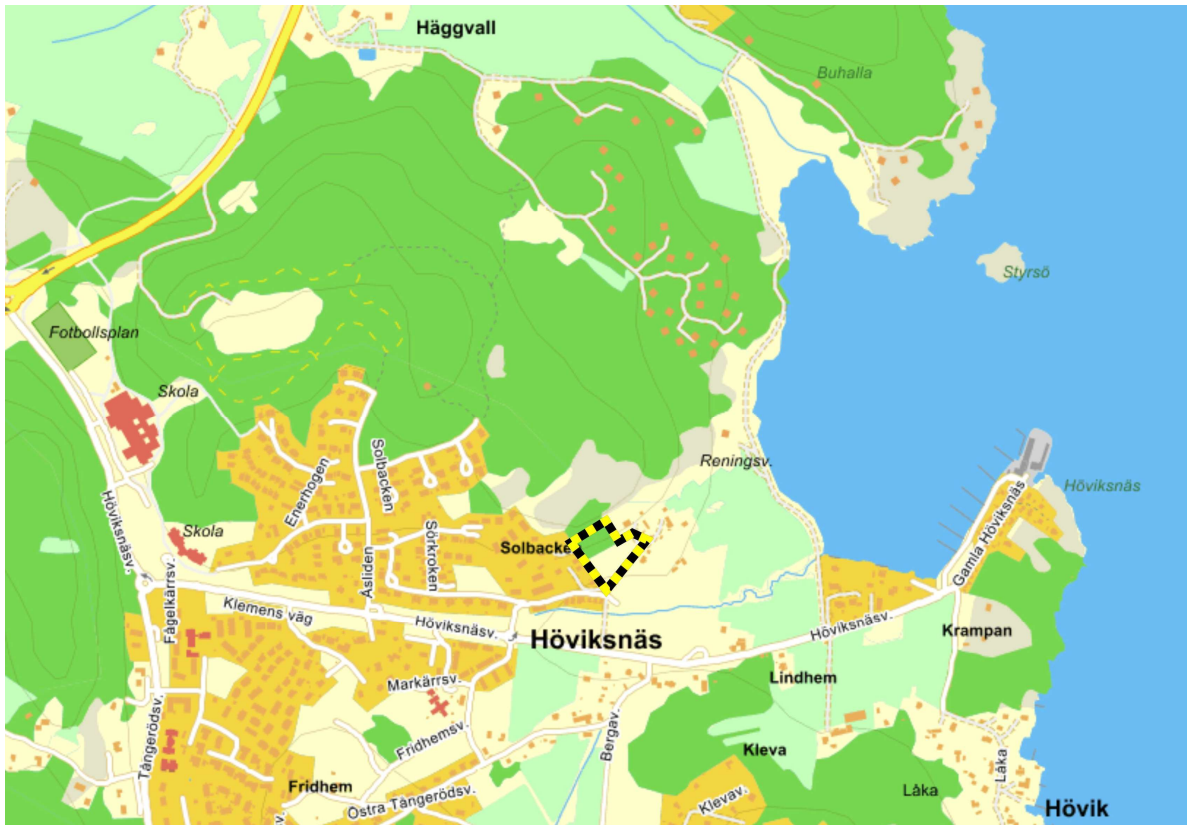 Häggvall
Buhalla
Styrsö
Fotbollsplan
Skola
Solbacken
Enerhogen
Reningsv.
Höviksnäs
Gamla Höviksnäs
Höviksnäsv.
Skola
Sörkroken
Solbacke
Åsliden
Fågelkärrsv.
Klemens väg
Höviksnäsv.
Höviksnäs
Höviksnäsv.
Krampan
Markärrsv.
Lindhem
Tångerödsv.
Fridhemsv.
Bergav.
Kleva
Låka
Fridhem
Östra Tångerödsv.
Klevav.
Låka
Hövik
v.